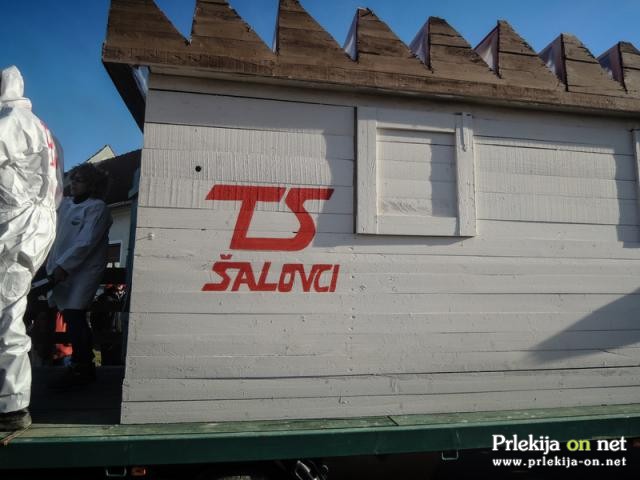 TS
ŠALOVCI
Prlekija on net
www.prlekija-on.net